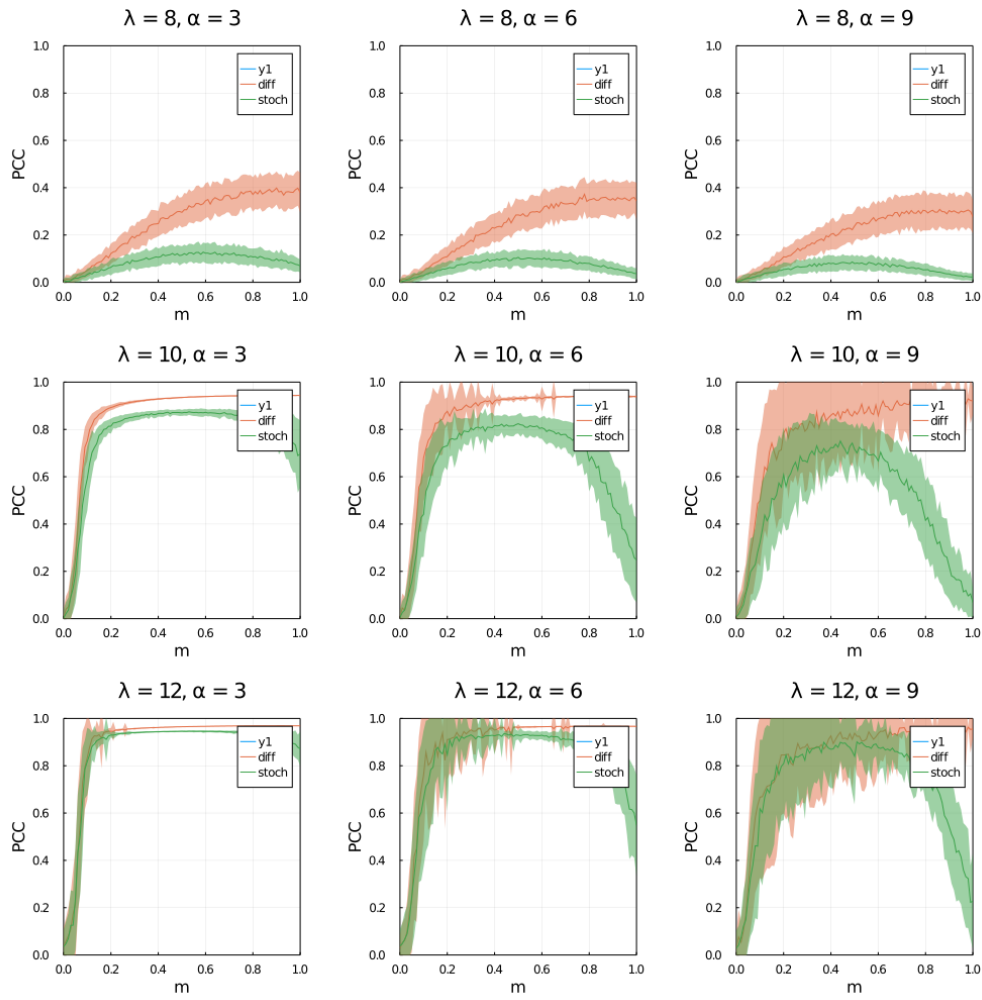 λ = 8, α = 3
1.0
0.8
0.6
0.4
0.2
0.0
PCC
y1
diff
stoch
0.0 0.2 0.4 0.6 0.8 1.0
m
λ = 8, α = 6
1.0
0.8
0.6
0.4
0.2
0.0
PCC
y1
diff
stoch
0.0 0.2 0.4 0.6 0.8 1.0
m
λ = 8, α = 9
1.0
0.8
0.6
0.4
0.2
0.0
PCC
y1
diff
stoch
0.0 0.2 0.4 0.6 0.8 1.0
m
λ = 10, α = 3
1.0
0.8
0.6
0.4
0.2
0.0
PCC
y1
diff
stoch
0.0 0.2 0.4 0.6 0.8 1.0
m
λ = 10, α = 6
1.0
0.8
0.6
0.4
0.2
0.0
PCC
y1
diff
stoch
0.0 0.2 0.4 0.6 0.8 1.0
m
λ = 10, α = 9
1.0
0.8
0.6
0.4
0.2
0.0
PCC
y1
diff
stoch
0.0 0.2 0.4 0.6 0.8 1.0
m
λ = 12, α = 3
1.0
0.8
0.6
0.4
0.2
0.0
PCC
y1
diff
stoch
0.0 0.2 0.4 0.6 0.8 1.0
m
λ = 12, α = 6
1.0
0.8
0.6
0.4
0.2
0.0
PCC
y1
diff
stoch
0.0 0.2 0.4 0.6 0.8 1.0
m
λ = 12, α = 9
1.0
0.8
0.6
0.4
0.2
0.0
PCC
y1
diff
stoch
0.0 0.2 0.4 0.6 0.8 1.0
m